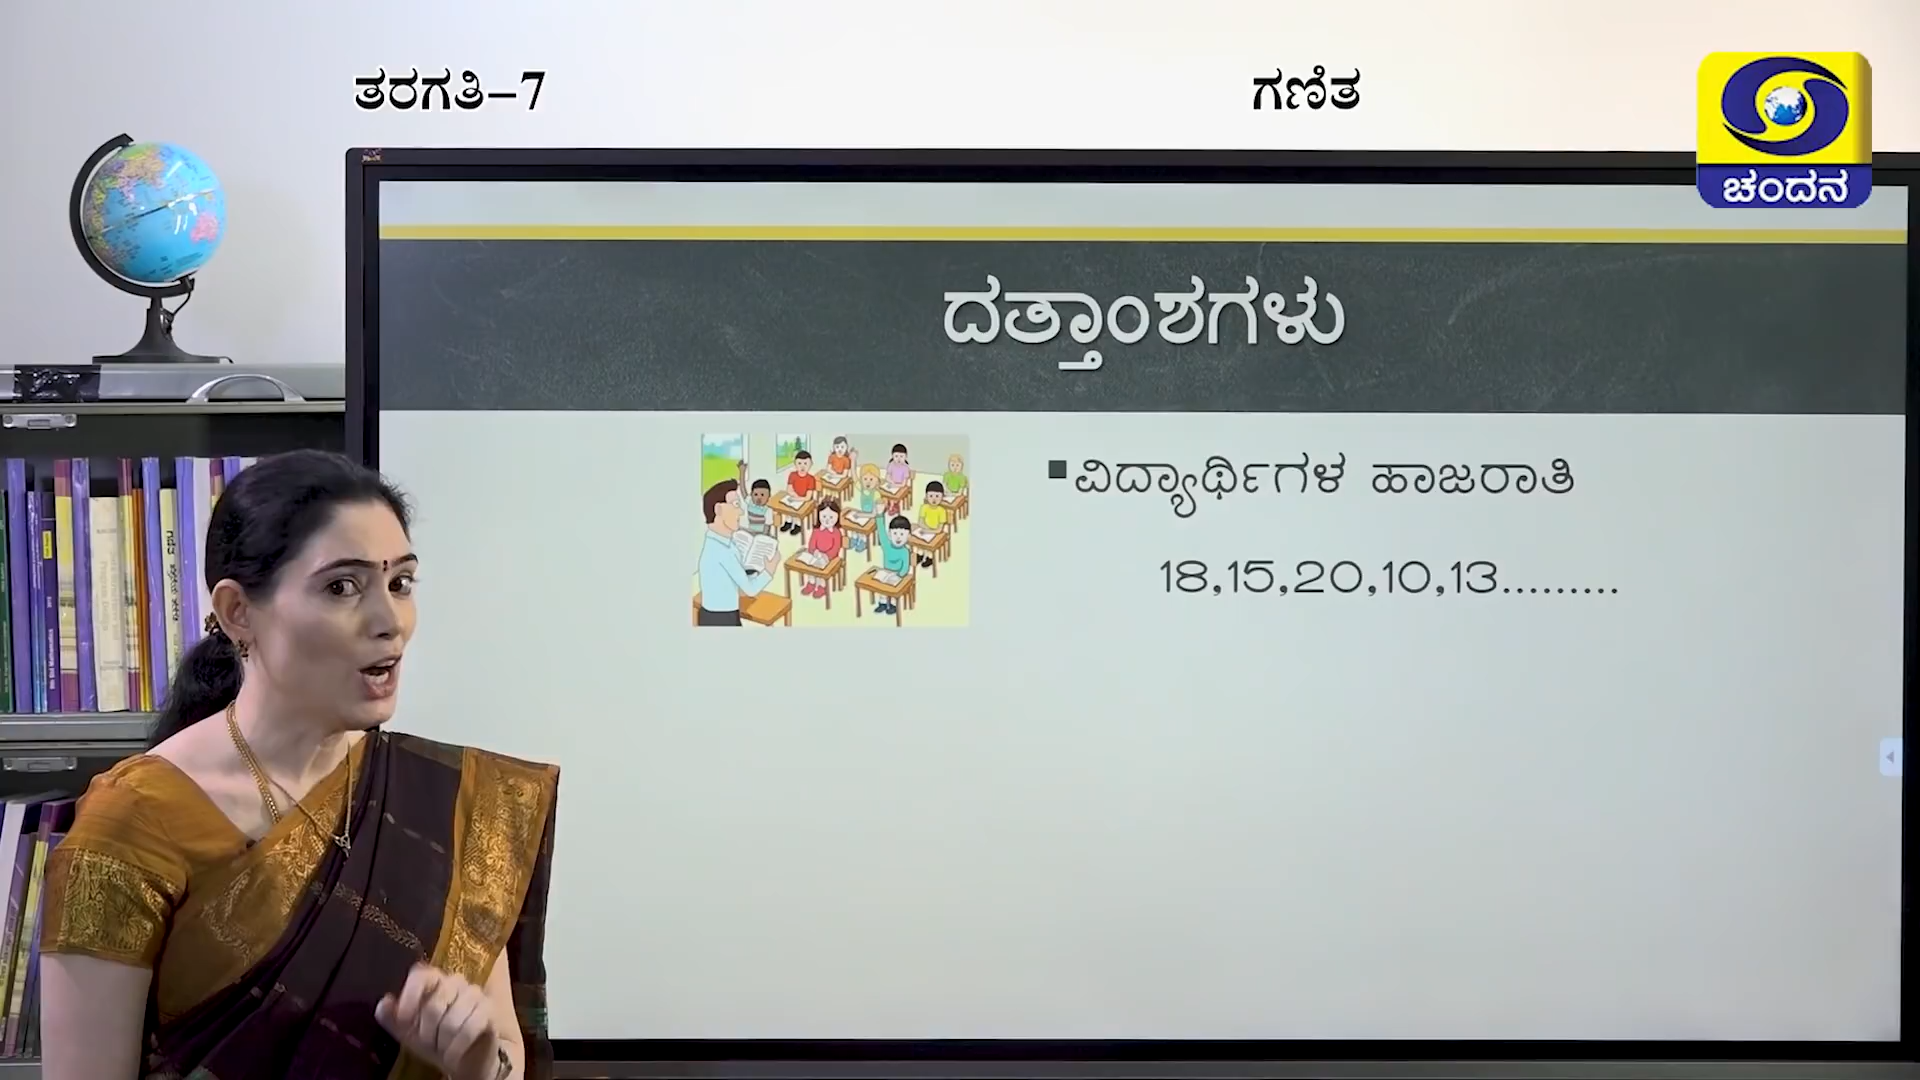 ತರಗತಿ–7
ಗಣಿತ
ಚಂದನ
ದತ್ತಾಂಶಗಳು
▪ವಿದ್ಯಾರ್ಥಿಗಳ ಹಾಜರಾತಿ
18,15,20,10,13.........